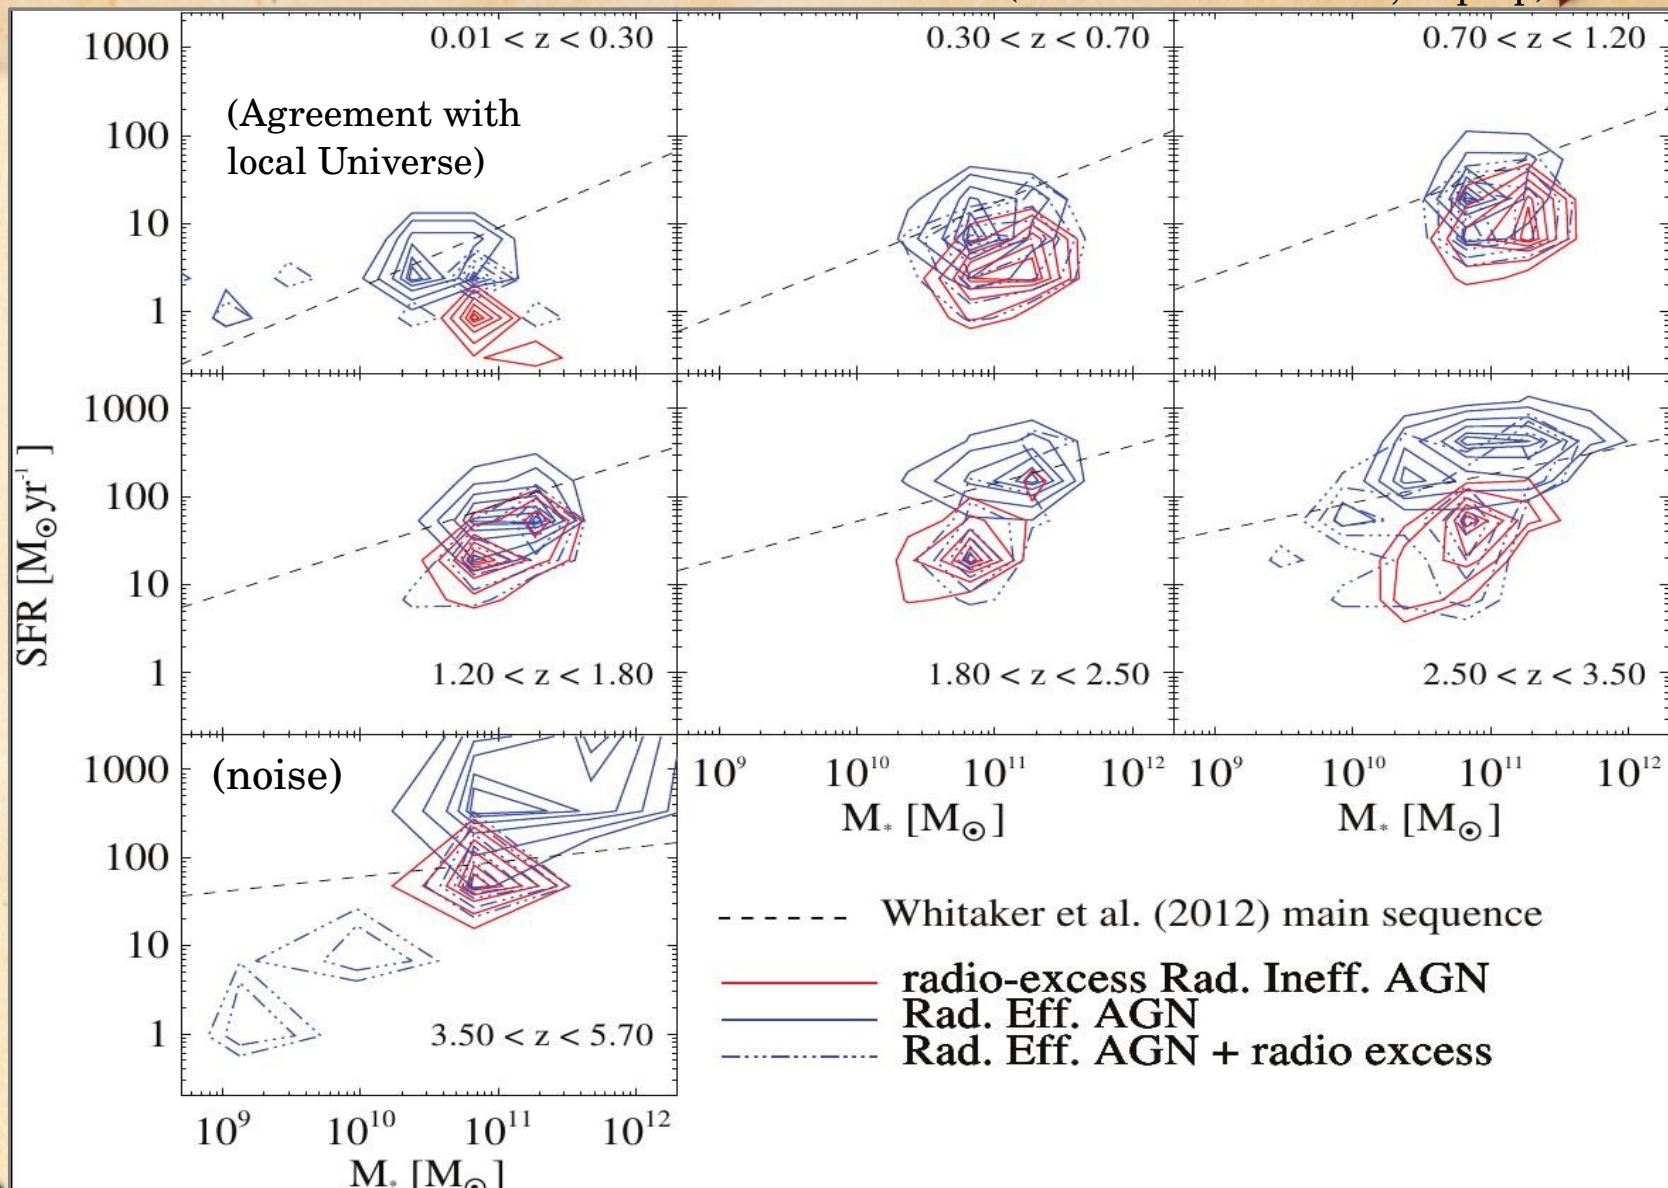 0.01 < z < 0.30
0.30 < z < 0.70
0.70 < z < 1.20
1000
100
10
1
(Agreement with
local Universe)
SFR [M⊙yr⁻¹]
1000
100
10
1
1.20 < z < 1.80
1.80 < z < 2.50
2.50 < z < 3.50
1000
100
10
1
(noise)
3.50 < z < 5.70
10⁹ 10¹⁰ 10¹¹ 10¹²
M* [M⊙]
10⁹ 10¹⁰ 10¹¹ 10¹²
M* [M⊙]
Whitaker et al. (2012) main sequence
radio-excess Rad. Ineff. AGN
Rad. Eff. AGN
Rad. Eff. AGN + radio excess
10⁹ 10¹⁰ 10¹¹ 10¹²
M* [M⊙]